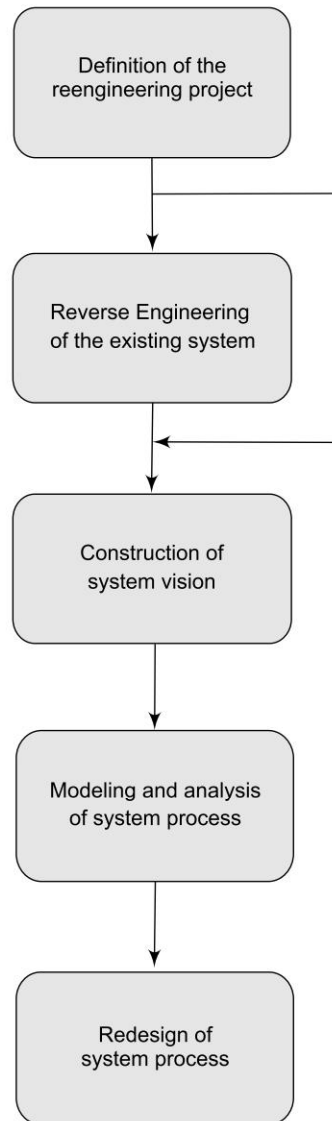 Definition of the
reengineering project
Reverse Engineering
of the existing system
Construction of
system vision
Modeling and analysis
of system process
Redesign of
system process